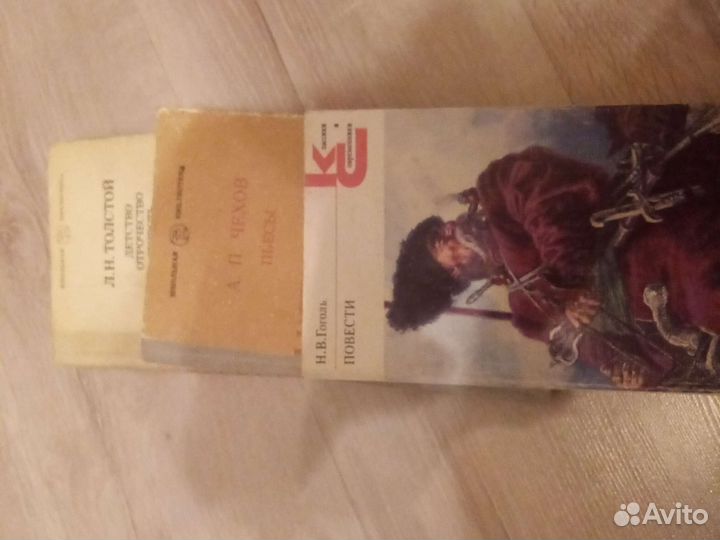 ШКОЛЬНАЯ БИБЛИОТЕКА
Л.Н. ТОЛСТОЙ
ДЕТСТВО
ОТРОЧЕСТВО
ШКОЛЬНАЯ БИБЛИОТЕКА
А П ЧЕХОВ
ПЬЕСЫ
Классики и современники
Н.В.Гоголь
ПОВЕСТИ
Avito